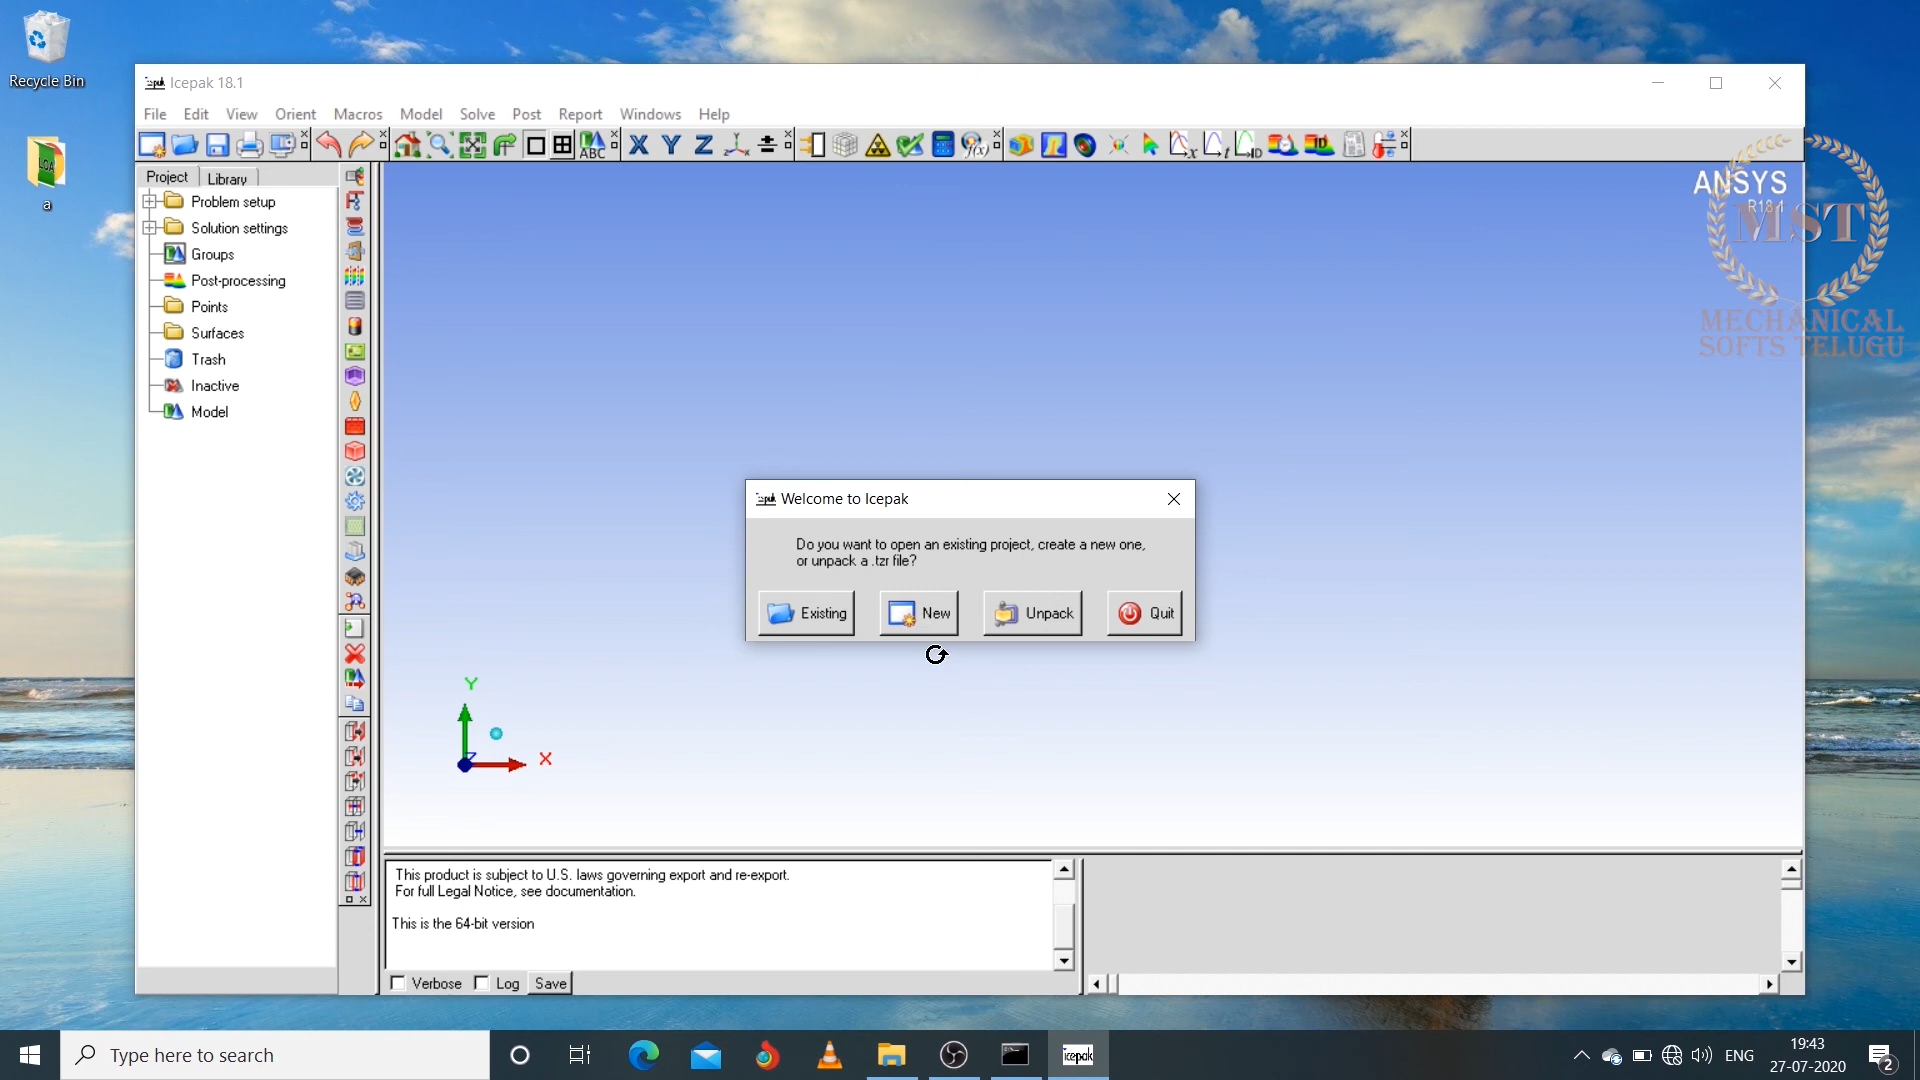 Recycle Bin
a
Icepak 18.1
File Edit View Orient Macros Model Solve Post Report Windows Help
ABC X Y Z
Project Library
Problem setup
Solution settings
Groups
Post-processing
Points
Surfaces
Trash
Inactive
Model
ANSYS
R18.1
MST
MECHANICAL
SOFTS TELUGU
Welcome to Icepak
Do you want to open an existing project, create a new one,
or unpack a .tzr file?
Existing New Unpack Quit
Y
Z
X
This product is subject to U.S. laws governing export and re-export.
For full Legal Notice, see documentation.
This is the 64-bit version
Verbose Log Save
Type here to search
icepak
ENG
19:43
27-07-2020
2